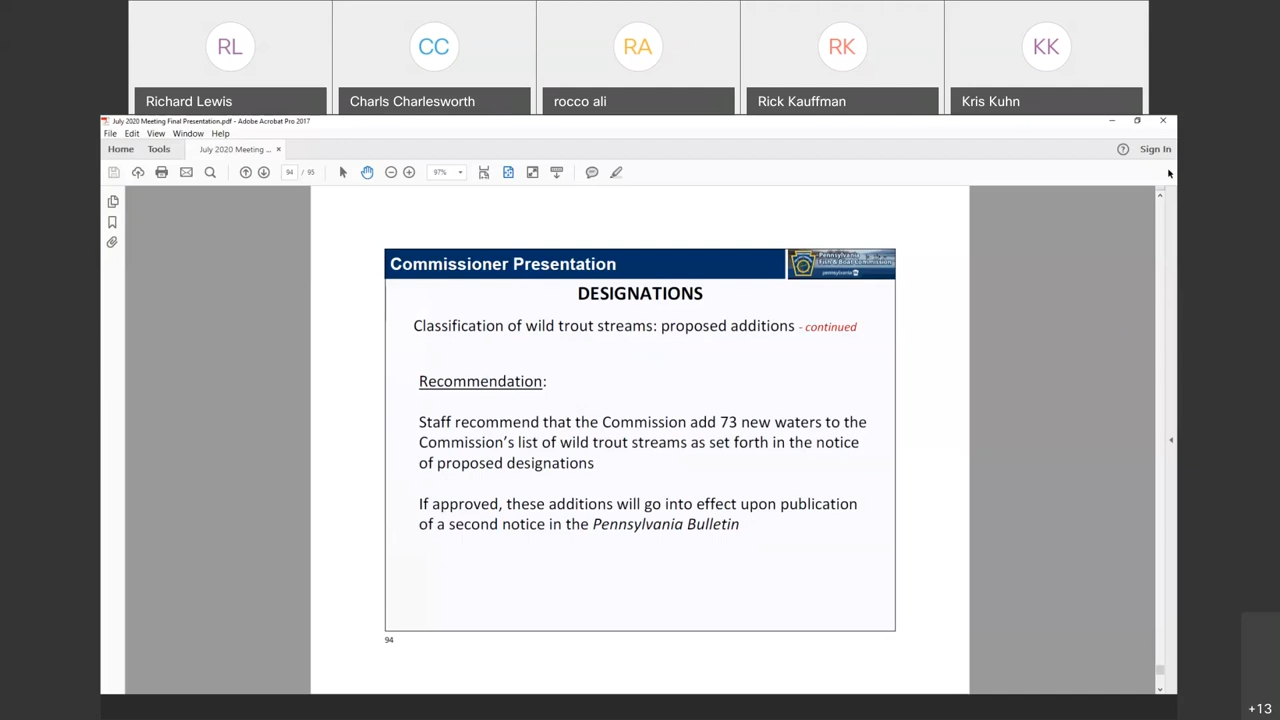 RL
CC
RA
RK
KK
Richard Lewis
Charls Charlesworth
rocco ali
Rick Kauffman
Kris Kuhn
July 2020 Meeting Final Presentation.pdf - Adobe Acrobat Pro 2017
File Edit View Window Help
Home Tools July 2020 Meeting ... × Sign In
94 / 95 97%
Commissioner Presentation
Pennsylvania
Fish & Boat Commission
pennsylvania
DESIGNATIONS
Classification of wild trout streams: proposed additions - continued
Recommendation:
Staff recommend that the Commission add 73 new waters to the
Commission's list of wild trout streams as set forth in the notice
of proposed designations
If approved, these additions will go into effect upon publication
of a second notice in the Pennsylvania Bulletin
94
+13